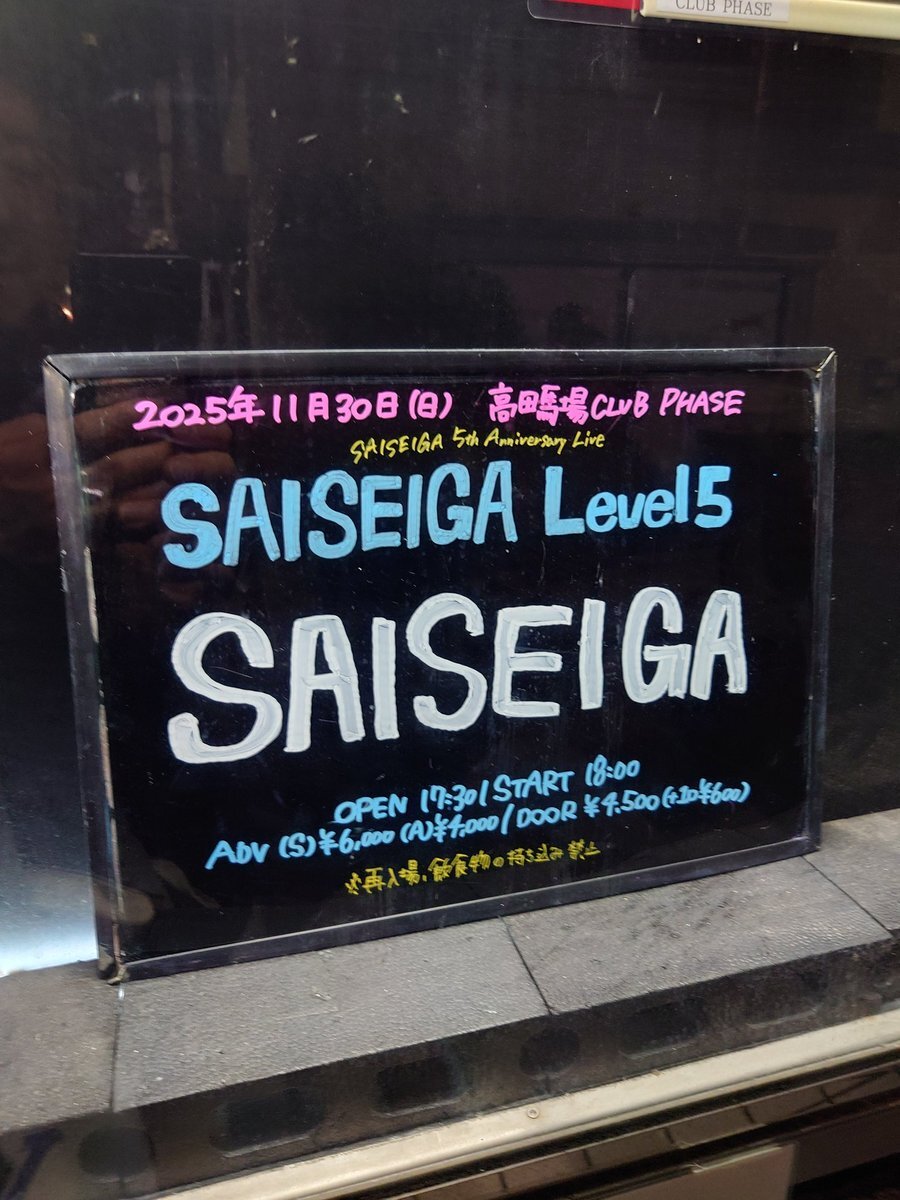 CLUB PHASE
2025年11月30日(日) 高田馬場CLUB PHASE
SAISEIGA 5th Anniversary Live
SAISEIGA Level5
SAISEIGA
OPEN 17:30/START 18:00
ADV (S)¥6,000 (A)¥4,000/DOOR ¥4,500(+1D¥600)
※再入場、飲食物の持ち込み禁止